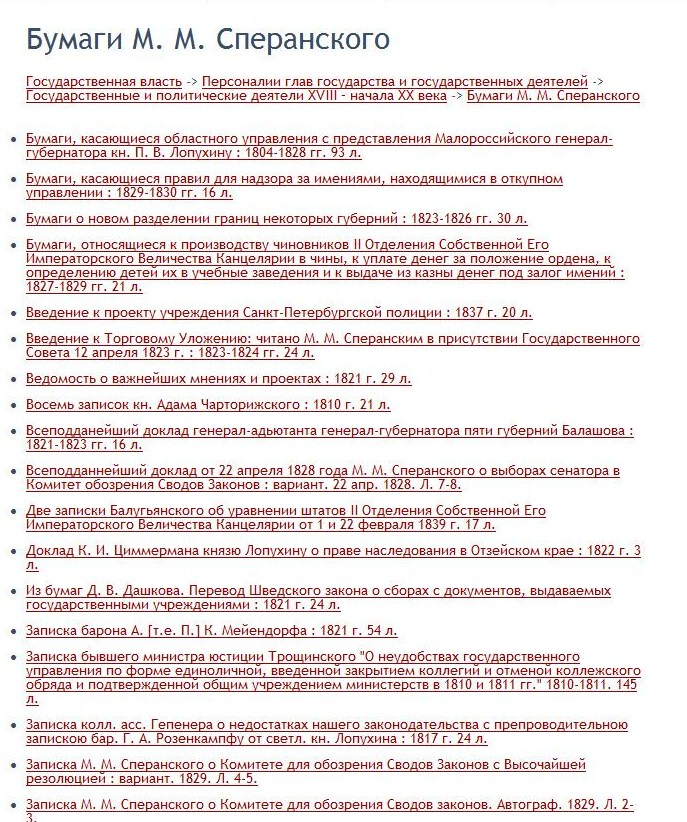 Бумаги М. М. Сперанского
Государственная власть -> Персоналии глав государства и государственных деятелей ->
Государственные и политические деятели XVIII - начала XX века -> Бумаги М. М. Сперанского
Бумаги, касающиеся областного управления с представления Малороссийского генерал-
губернатора кн. П. В. Лопухину : 1804-1828 гг. 93 л.
Бумаги, касающиеся правил для надзора за имениями, находящимися в откупном
управлении : 1829-1830 гг. 16 л.
Бумаги о новом разделении границ некоторых губерний : 1823-1826 гг. 30 л.
Бумаги, относящиеся к производству чиновников II Отделения Собственной Его
Императорского Величества Канцелярии в чины, к уплате денег за положение ордена, к
определению детей их в учебные заведения и к выдаче из казны денег под залог имений :
1827-1829 гг. 21 л.
Введение к проекту учреждения Санкт-Петербургской полиции : 1837 г. 20 л.
Введение к Торговому Уложению: читано М. М. Сперанским в присутствии Государственного
Совета 12 апреля 1823 г. : 1823-1824 гг. 24 л.
Ведомость о важнейших мнениях и проектах : 1821 г. 29 л.
Восемь записок кн. Адама Чарторижского : 1810 г. 21 л.
Всеподданейший доклад генерал-адьютанта генерал-губернатора пяти губерний Балашова :
1821-1823 гг. 16 л.
Всеподданнейший доклад от 22 апреля 1828 года М. М. Сперанского о выборах сенатора в
Комитет обозрения Сводов Законов : вариант. 22 апр. 1828. Л. 7-8.
Две записки Балугьянского об уравнении штатов II Отделения Собственной Его
Императорского Величества Канцелярии от 1 и 22 февраля 1839 г. 17 л.
Доклад К. И. Циммермана князю Лопухину о праве наследования в Отзейском крае : 1822 г. 3
л.
Из бумаг Д. В. Дашкова. Перевод Шведского закона о сборах с документов, выдаваемых
государственными учреждениями : 1821 г. 24 л.
Записка барона А. [т.е. П.] К. Мейендорфа : 1821 г. 54 л.
Записка бывшего министра юстиции Трощинского "О неудобствах государственного
управления по форме единоличной, введенной закрытием коллегий и отменой коллежского
обряда и подтвержденной общим учреждением министерств в 1810 и 1811 гг." 1810-1811. 145
л.
Записка колл. асс. Гепенера о недостатках нашего законодательства с препроводительною
запискою бар. Г. А. Розенкампфу от светл. кн. Лопухина : 1817 г. 24 л.
Записка М. М. Сперанского о Комитете для обозрения Сводов Законов с Высочайшей
резолюцией : вариант. 1829. Л. 4-5.
Записка М. М. Сперанского о Комитете для обозрения Сводов законов. Автограф. 1829. Л. 2-
3.